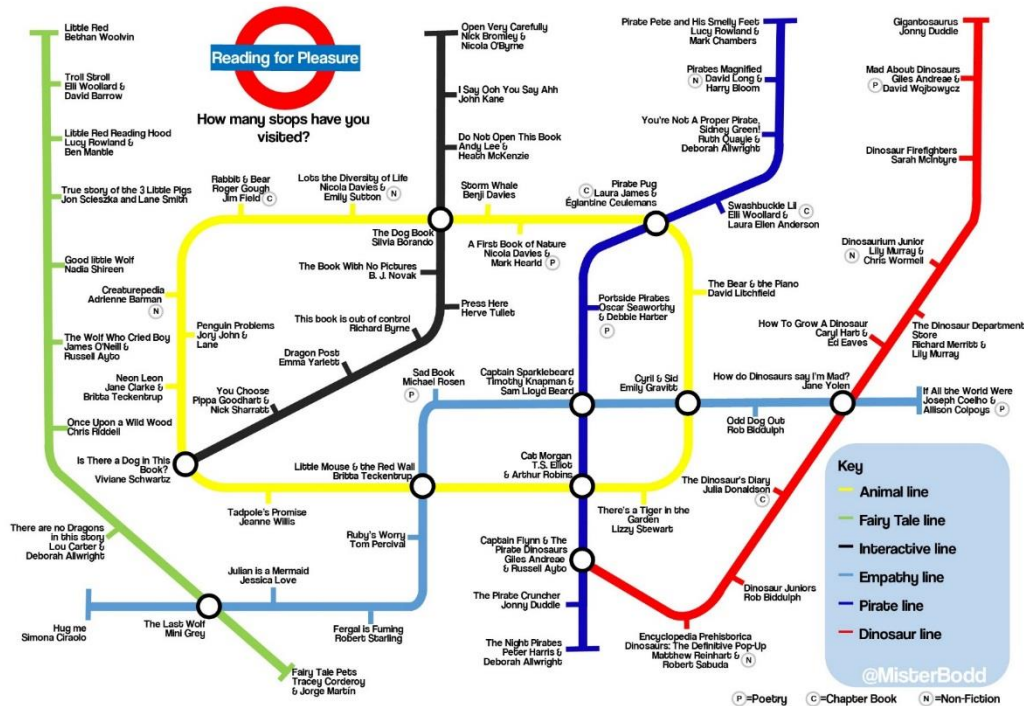 Reading for Pleasure
How many stops have you
visited?
Little Red
Bethan Woolvin
Troll Stroll
Elli Woollard &
David Barrow
Little Red Reading Hood
Lucy Rowland &
Ben Mantle
True story of the 3 Little Pigs
Jon Scieszka and Lane Smith
Good little Wolf
Nadia Shireen
The Wolf Who Cried Boy
James O'Neill &
Russell Ayto
Once Upon a Wild Wood
Chris Riddell
There are no Dragons
in this story
Lou Carter &
Deborah Allwright
The Last Wolf
Mini Grey
Fairy Tale Pets
Tracey Corderoy
& Jorge Martin
Open Very Carefully
Nick Bromley &
Nicola O'Byrne
I Say Ooh You Say Ahh
John Kane
Do Not Open This Book
Andy Lee &
Heath McKenzie
The Dog Book
Silvia Borando
The Book With No Pictures
B. J. Novak
Press Here
Herve Tullet
This book is out of control
Richard Byrne
Dragon Post
Emma Yarlett
You Choose
Pippa Goodhart &
Nick Sharratt
Is There a Dog in This
Book?
Viviane Schwartz
Rabbit & Bear
Roger Gough
Jim Field C
Lots the Diversity of Life
Nicola Davies &
Emily Sutton N
Storm Whale
Benji Davies
A First Book of Nature
Nicola Davies &
Mark Hearld P
Creaturepedia
Adrienne Barman
N
Penguin Problems
Jory John &
Lane
Neon Leon
Jane Clarke &
Britta Teckentrup
Tadpole's Promise
Jeanne Willis
Little Mouse & the Red Wall
Britta Teckentrup
The Bear & the Piano
David Litchfield
Cyril & Sid
Emily Gravitt
There's a Tiger in the
Garden
Lizzy Stewart
Pirate Pete and His Smelly Feet
Lucy Rowland &
Mark Chambers
Pirates Magnified
N David Long &
Harry Bloom
You're Not A Proper Pirate,
Sidney Green!
Ruth Quayle &
Deborah Allwright
Swashbuckle Lil
Elli Woollard & C
Laura Ellen Anderson
Pirate Pug
C Laura James &
Églantine Ceulemans
Portside Pirates
Oscar Seaworthy
& Debbie Harter
P
Captain Sparklebeard
Timothy Knapman &
Sam Lloyd Beard
Cat Morgan
T.S. Elliot
& Arthur Robins
Captain Flynn & The
Pirate Dinosaurs
Giles Andreae
& Russell Ayto
The Pirate Cruncher
Jonny Duddle
The Night Pirates
Peter Harris &
Deborah Allwright
Gigantosaurus
Jonny Duddle
Mad About Dinosaurs
P Giles Andreae &
David Wojtowycz
Dinosaur Firefighters
Sarah McIntyre
Dinosaurium Junior
N Lily Murray &
Chris Wormell
The Dinosaur Department
Store
Richard Merritt &
Lily Murray
How To Grow A Dinosaur
Caryl Hart &
Ed Eaves
How do Dinosaurs say I'm Mad?
Jane Yolen
The Dinosaur's Diary
Julia Donaldson
C
Dinosaur Juniors
Rob Biddulph
Encyclopedia Prehistorica
Dinosaurs: The Definitive Pop-Up
Matthew Reinhart &
Robert Sabuda N
If All the World Were
Joseph Coelho &
Allison Colpoys P
Odd Dog Out
Rob Biddulph
Sad Book
Michael Rosen
P
Ruby's Worry
Tom Percival
Fergal is Fuming
Robert Starling
Julian is a Mermaid
Jessica Love
Hug me
Simona Ciraolo
Key
Animal line
Fairy Tale line
Interactive line
Empathy line
Pirate line
Dinosaur line
@MisterBodd
P=Poetry C=Chapter Book N=Non-Fiction